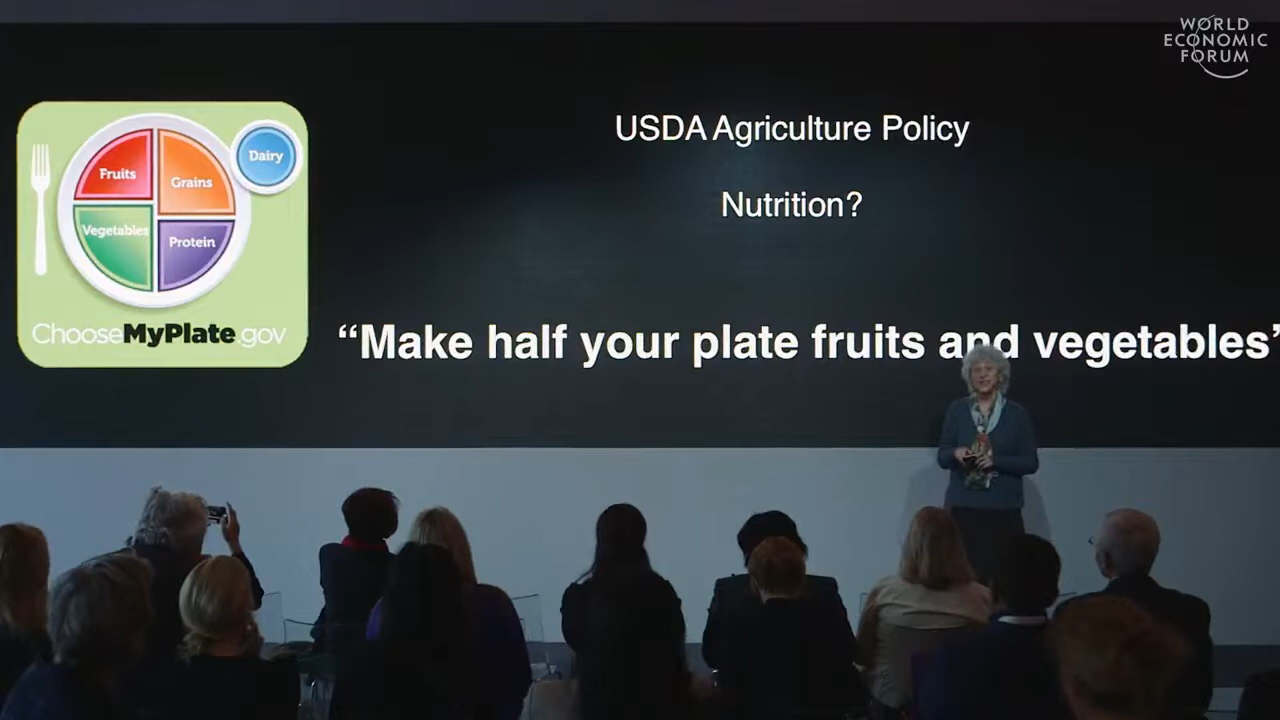 WORLD
ECONOMIC
FORUM
USDA Agriculture Policy
Nutrition?
“Make half your plate fruits and vegetables”
Fruits
Grains
Dairy
Vegetables
Protein
ChooseMyPlate.gov